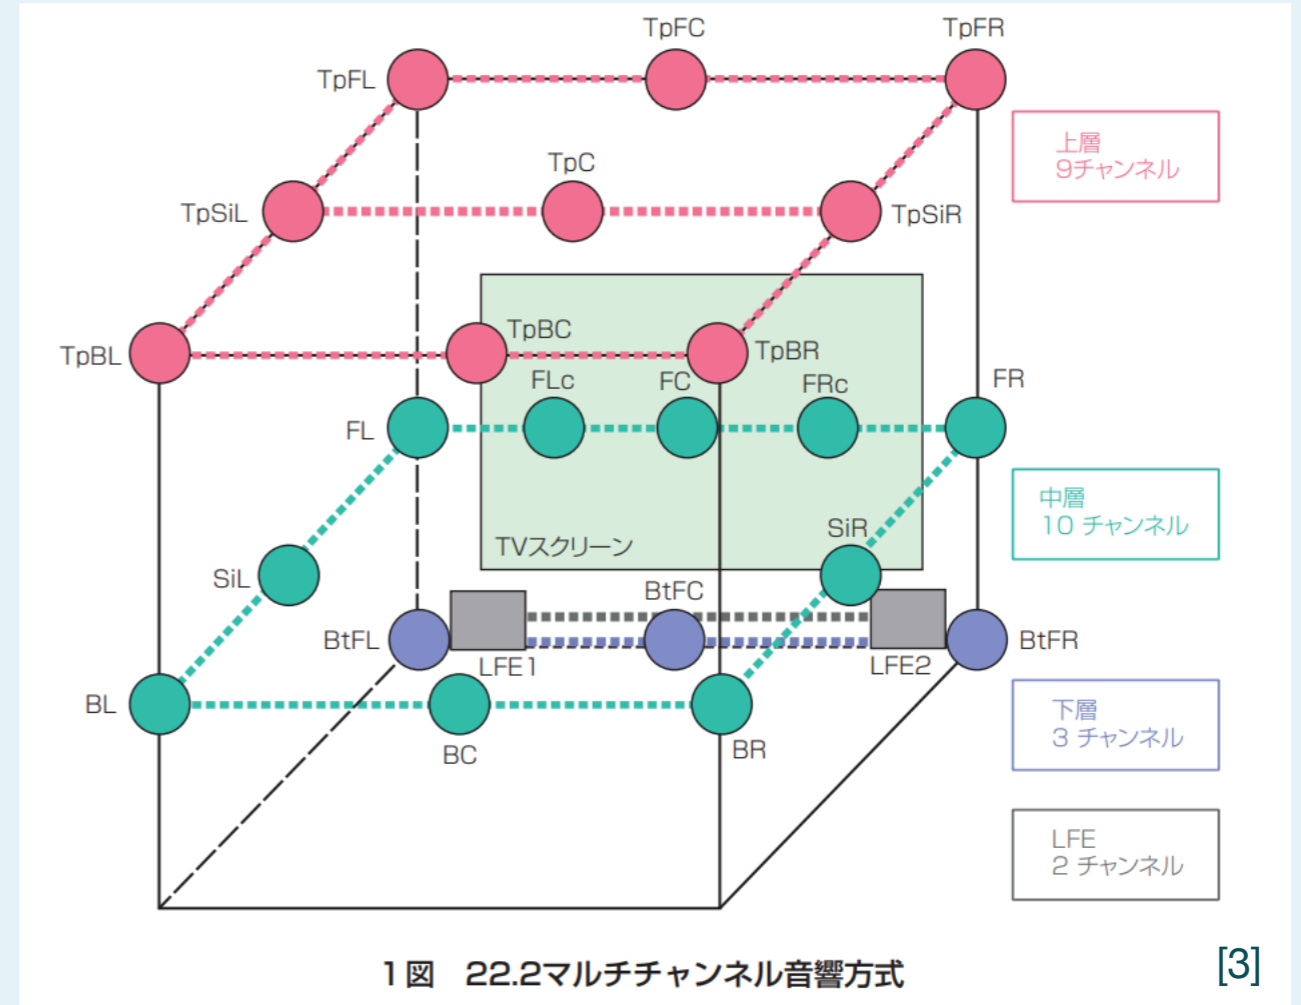 TpFC
TpFR
TpFL
上層
9チャンネル
TpC
TpSiL
TpSiR
TpBC
TpBL
TpBR
FLc
FC
FRc
FR
FL
中層
10 チャンネル
SiR
TVスクリーン
SiL
BtFC
BtFL
BtFR
LFE1
LFE2
BL
下層
3 チャンネル
BC
BR
LFE
2 チャンネル
1図 22.2マルチチャンネル音響方式
[3]